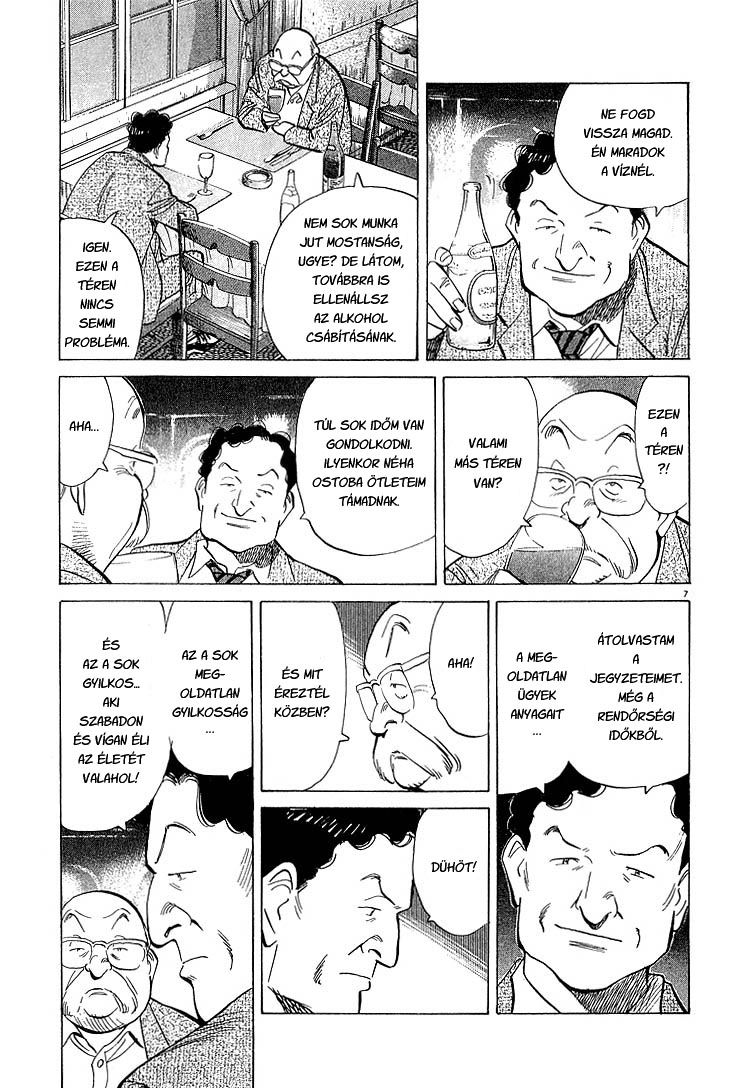 NE FOGD
VISSZA MAGAD.
ÉN MARADOK
A VÍZNÉL.
NEM SOK MUNKA
JUT MOSTANSÁG,
UGYE? DE LÁTOM,
TOVÁBBRA IS
ELLENÁLLSZ
AZ ALKOHOL
CSÁBÍTÁSÁNAK.
IGEN.
EZEN A
TÉREN
NINCS
SEMMI
PROBLÉMA.
EZEN
A
TÉREN
?!
VALAMI
MÁS TÉREN
VAN?
TÚL SOK IDŐM VAN
GONDOLKODNI.
ILYENKOR NÉHA
OSTOBA ÖTLETEIM
TÁMADNAK.
AHA...
7
ÁTOLVASTAM
A
JEGYZETEIMET.
MÉG A
RENDŐRSÉGI
IDŐKBŐL.
A MEG-
OLDATLAN
ÜGYEK
ANYAGAIT
...
AHA!
ÉS MIT
ÉREZTÉL
KÖZBEN?
DÜHÖT!
AZ A SOK
MEG-
OLDATLAN
GYILKOSSÁG
...
ÉS
AZ A SOK
GYILKOS...
AKI
SZABADON
ÉS VÍGAN ÉLI
AZ ÉLETÉT
VALAHOL!